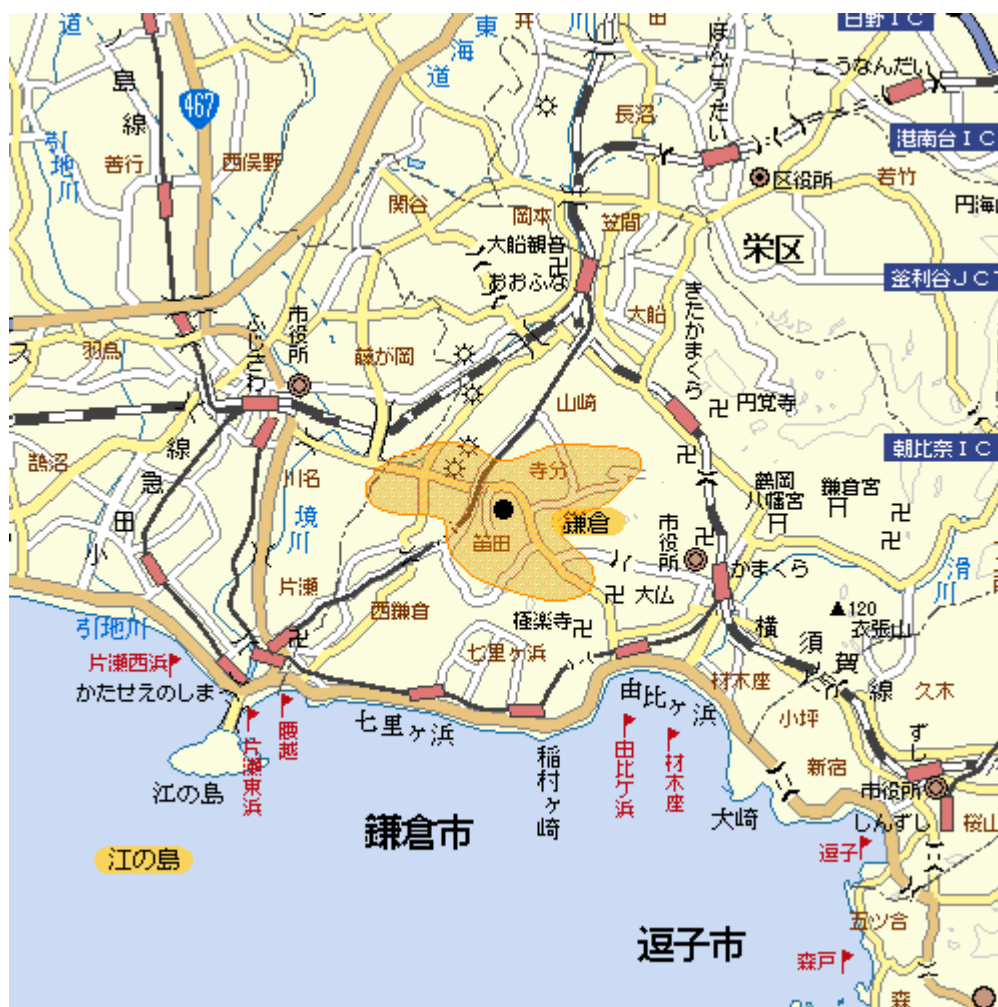 道
東
海
道
川
井
田
日野ＩＣ
島
線
467
ほんごうだい
こうなんだい
引
地
川
善行
西俣野
長沼
港南台ＩＣ
区役所
若竹
関谷
岡本
笠間
円海山
大船観音
卍
栄区
おおふな
釜利谷ＪＣＴ
きたかまくら
大船
市役所
ふじさわ
ス
羽鳥
藤が岡
山崎
卍
円覚寺
卍
朝比奈ＩＣ
鵠沼
線
急
田
小
川名
境
川
寺分
笛田
鎌倉
鶴岡
八幡宮
鎌倉宮
卍
卍
市役所
かまくら
滑
川
片瀬
西鎌倉
卍
大仏
極楽寺
卍
▲120
衣張山
引地川
卍
七里ヶ浜
横
須
賀
線
片瀬西浜
かたせえのしま
材木座
久木
小坪
腰越
片瀬東浜
七里ヶ浜
稲村ヶ崎
由比ヶ浜
由比ケ浜
材木座
ずし
新宿
市役所
江の島
大崎
しんずし
桜山
鎌倉市
逗子
江の島
五ツ合
逗子市
森戸
森